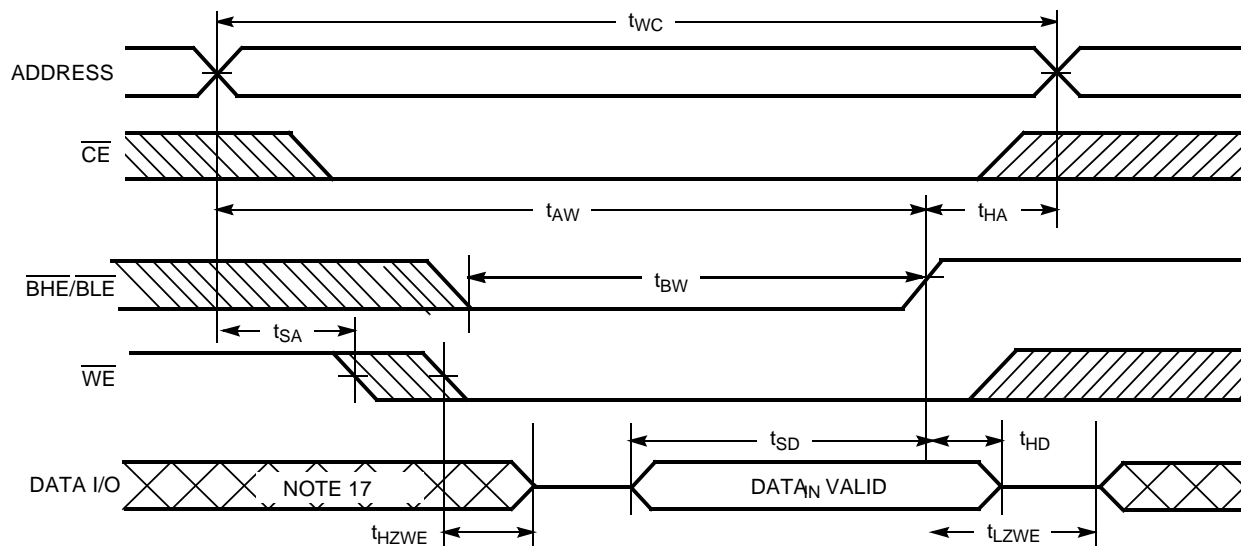 tWC
ADDRESS
CE
tAW
tHA
BHE/BLE
tBW
tSA
WE
tSD
tHD
DATA I/O
NOTE 17
DATAIN VALID
tHZWE
tLZWE